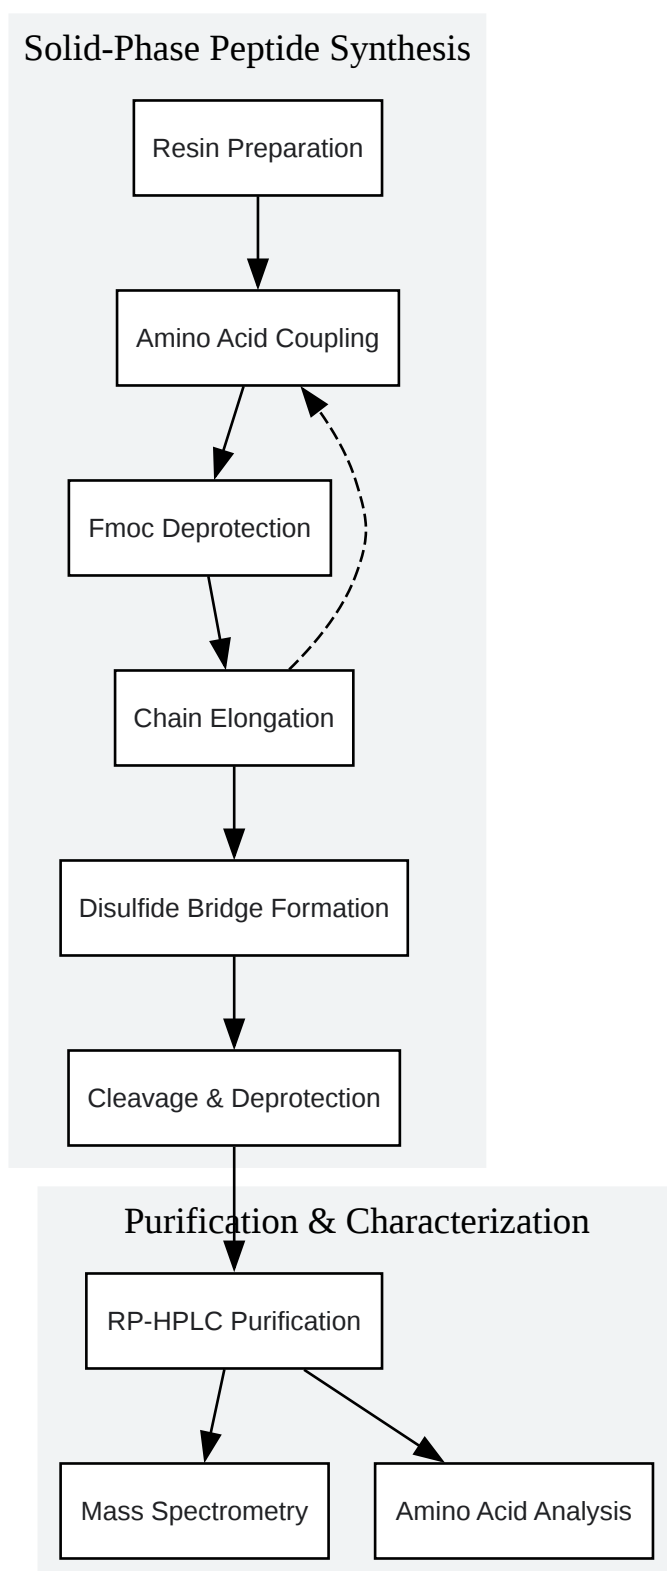 Solid-Phase Peptide Synthesis
Resin Preparation
Amino Acid Coupling
Fmoc Deprotection
Chain Elongation
Disulfide Bridge Formation
Cleavage & Deprotection
Purification & Characterization
RP-HPLC Purification
Mass Spectrometry
Amino Acid Analysis